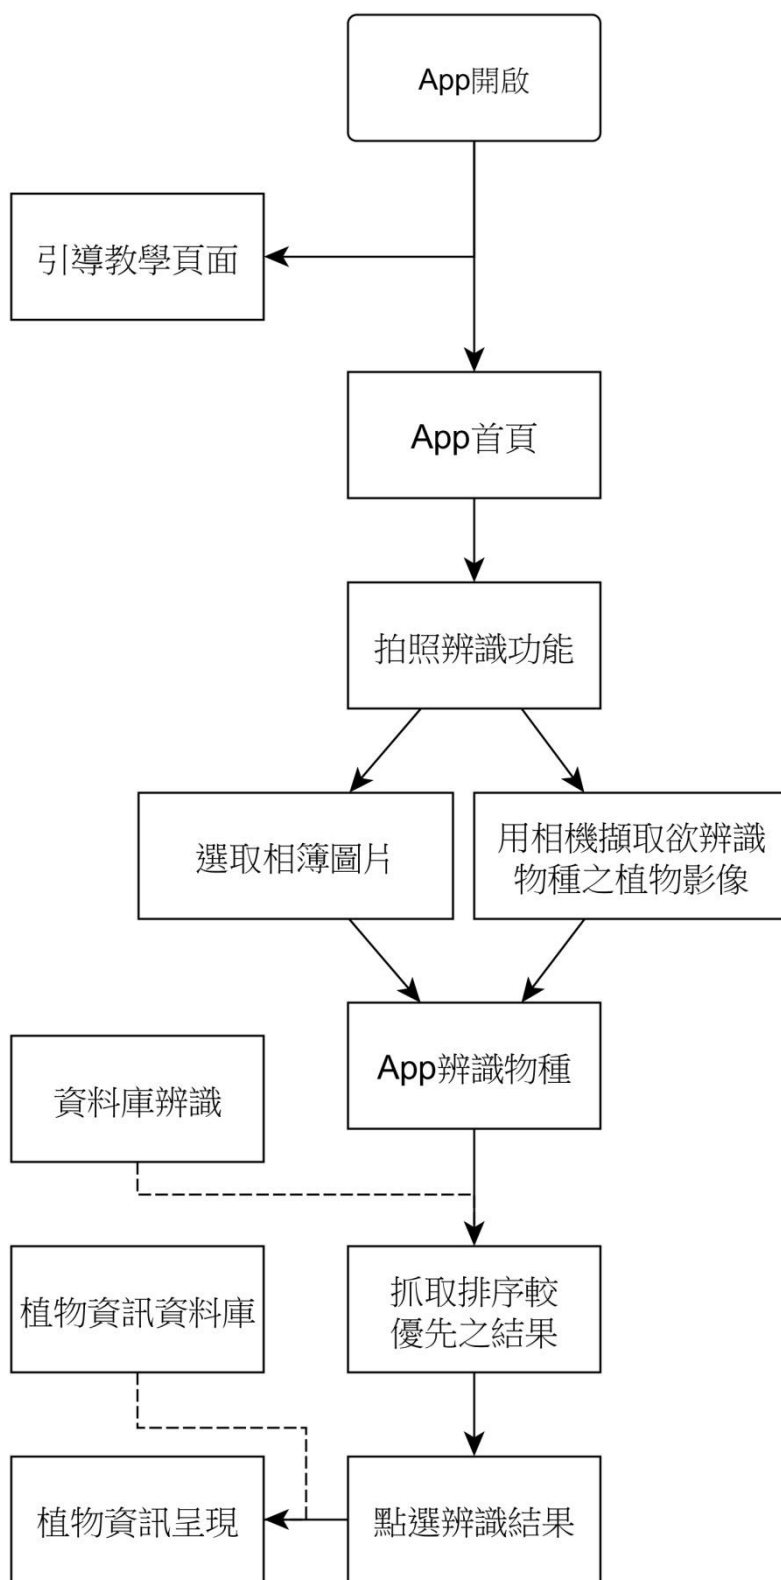 App開啟
引導教學頁面
App首頁
拍照辨識功能
選取相簿圖片
用相機擷取欲辨識
物種之植物影像
App辨識物種
資料庫辨識
抓取排序較
優先之結果
植物資訊資料庫
點選辨識結果
植物資訊呈現